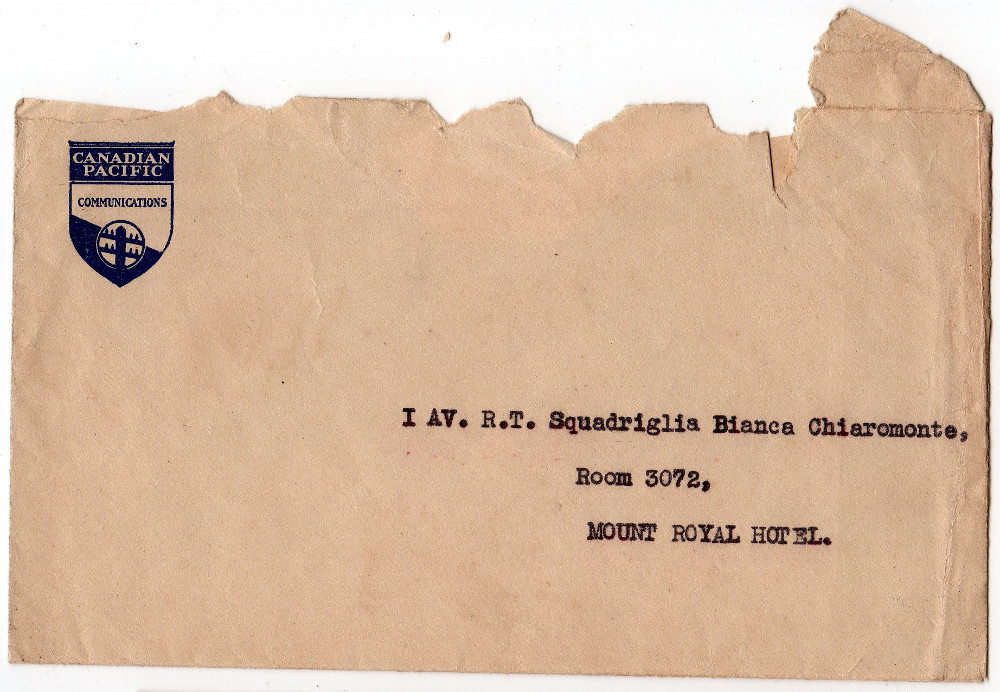 CANADIAN
PACIFIC
COMMUNICATIONS
I AV. R.T. Squadriglia Bianca Chiaromonte,
Room 3072,
MOUNT ROYAL HOTEL.